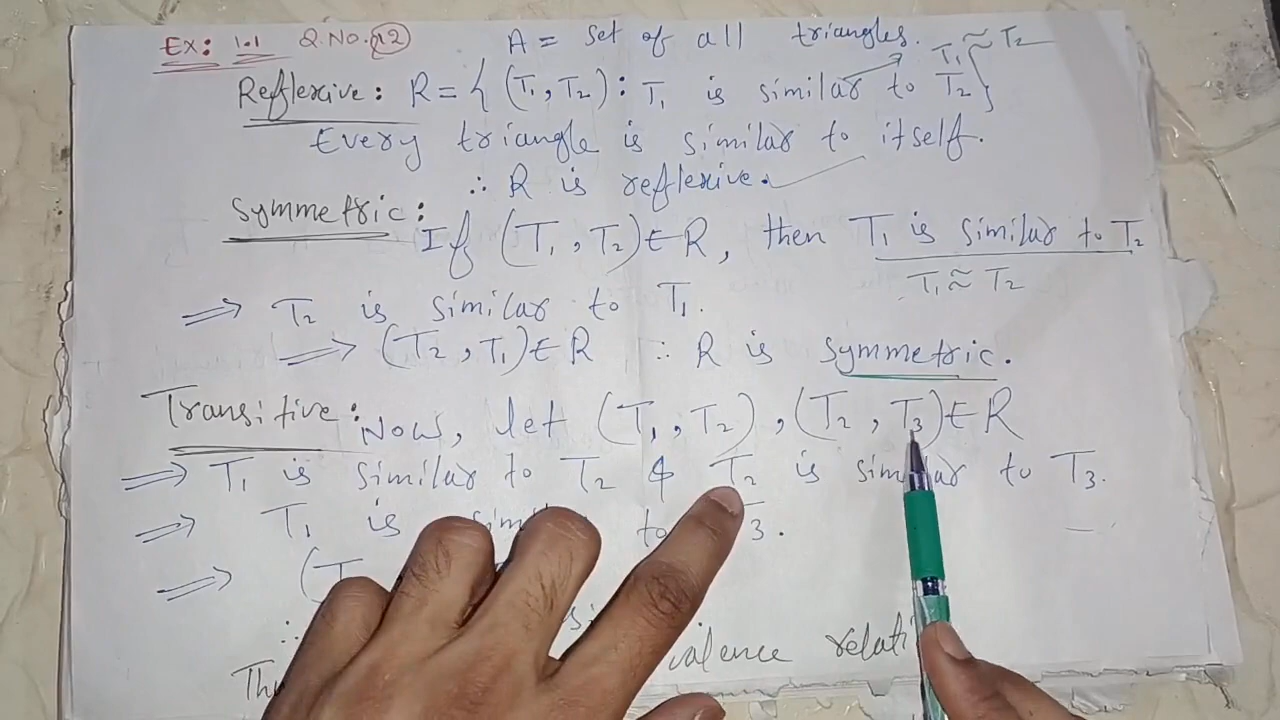 Ex: 1.1 Q.No.12 A = set of all triangles. T1 ≈ T2
Reflexive: R = { (T1, T2) : T1 is similar to T2 }
Every triangle is similar to itself.
∴ R is reflexive.
Symmetric:
If (T1, T2) ∈ R, then T1 is similar to T2
T1 ≈ T2
⇒ T2 is similar to T1.
⇒ (T2, T1) ∈ R ∴ R is symmetric.
Transitive: Now, let (T1, T2), (T2, T3) ∈ R
⇒ T1 is similar to T2 & T2 is similar to T3.
⇒ T1 is to T3.
⇒ (T
∴